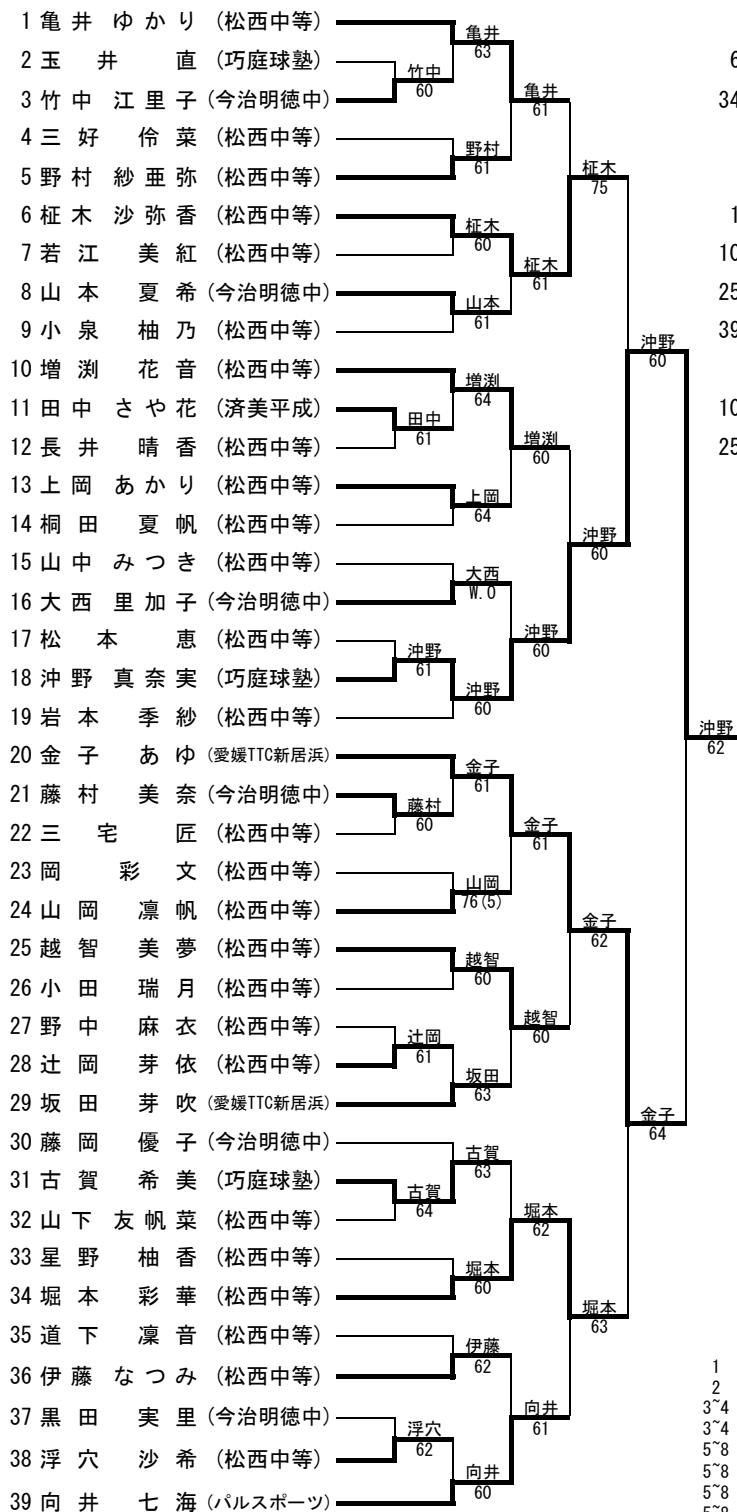 1 亀井 ゆかり (松西中等)
2 玉井 直 (巧庭球塾)
3 竹中 江里子 (今治明徳中)
4 三好 伶菜 (松西中等)
5 野村 紗亜弥 (松西中等)
6 柾木 沙弥香 (松西中等)
7 若江 美紅 (松西中等)
8 山本 夏希 (今治明徳中)
9 小泉 柚乃 (松西中等)
10 増渕 花音 (松西中等)
11 田中 さや花 (済美平成)
12 長井 晴香 (松西中等)
13 上岡 あかり (松西中等)
14 桐田 夏帆 (松西中等)
15 山中 みつき (松西中等)
16 大西 里加子 (今治明徳中)
17 松本 恵 (松西中等)
18 沖野 真奈実 (巧庭球塾)
19 岩本 季紗 (松西中等)
20 金子 あゆ (愛媛TTC新居浜)
21 藤村 美奈 (今治明徳中)
22 三宅 匠 (松西中等)
23 岡 彩文 (松西中等)
24 山岡 凛帆 (松西中等)
25 越智 美夢 (松西中等)
26 小田 瑞月 (松西中等)
27 野中 麻衣 (松西中等)
28 辻岡 芽依 (松西中等)
29 坂田 芽吹 (愛媛TTC新居浜)
30 藤岡 優子 (今治明徳中)
31 古賀 希美 (巧庭球塾)
32 山下 友帆菜 (松西中等)
33 星野 柚香 (松西中等)
34 堀本 彩華 (松西中等)
35 道下 凜音 (松西中等)
36 伊藤 なつみ (松西中等)
37 黒田 実里 (今治明徳中)
38 浮穴 沙希 (松西中等)
39 向井 七海 (パルスポーツ)
竹中
60
田中
61
沖野
61
藤村
60
辻岡
61
古賀
64
浮穴
62
亀井
63
野村
61
柾木
60
山本
61
増渕
64
上岡
64
大西
W.O
沖野
60
金子
61
山岡
76(5)
越智
60
坂田
63
古賀
63
堀本
60
伊藤
62
向井
60
亀井
61
柾木
61
増渕
60
沖野
60
金子
61
越智
60
堀本
62
向井
61
柾木
75
沖野
60
金子
62
堀本
63
沖野
60
金子
64
沖野
62
6
34
1
10
25
39
10
25
1
2
3~4
3~4
5~8
5~8
5~8
5~8